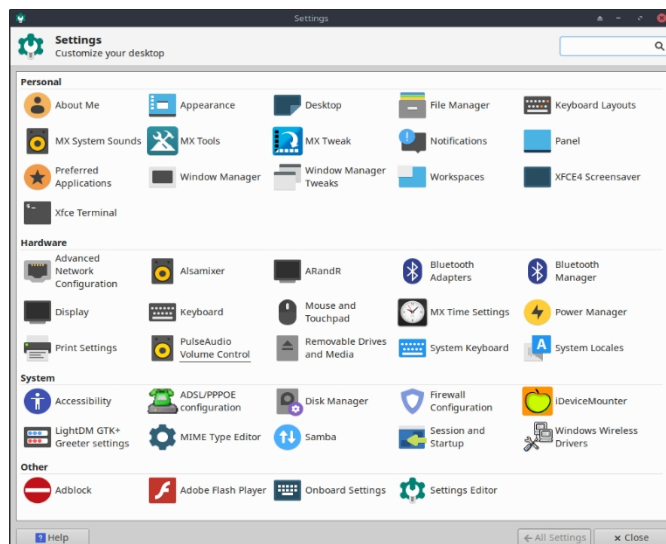 Settings
Settings
Customize your desktop
Personal
About Me
Appearance
Desktop
File Manager
Keyboard Layouts
MX System Sounds
MX Tools
MX Tweak
Notifications
Panel
Preferred
Applications
Window Manager
Window Manager
Tweaks
Workspaces
XFCE4 Screensaver
Xfce Terminal
Hardware
Advanced
Network
Configuration
Alsamixer
ARandR
Bluetooth
Adapters
Bluetooth
Manager
Display
Keyboard
Mouse and
Touchpad
MX Time Settings
Power Manager
Print Settings
PulseAudio
Volume Control
Removable Drives
and Media
System Keyboard
System Locales
System
Accessibility
ADSL/PPPOE
configuration
Disk Manager
Firewall
Configuration
iDeviceMounter
LightDM GTK+
Greeter settings
MIME Type Editor
Samba
Session and
Startup
Windows Wireless
Drivers
Other
Adblock
Adobe Flash Player
Onboard Settings
Settings Editor
Help
All Settings
Close